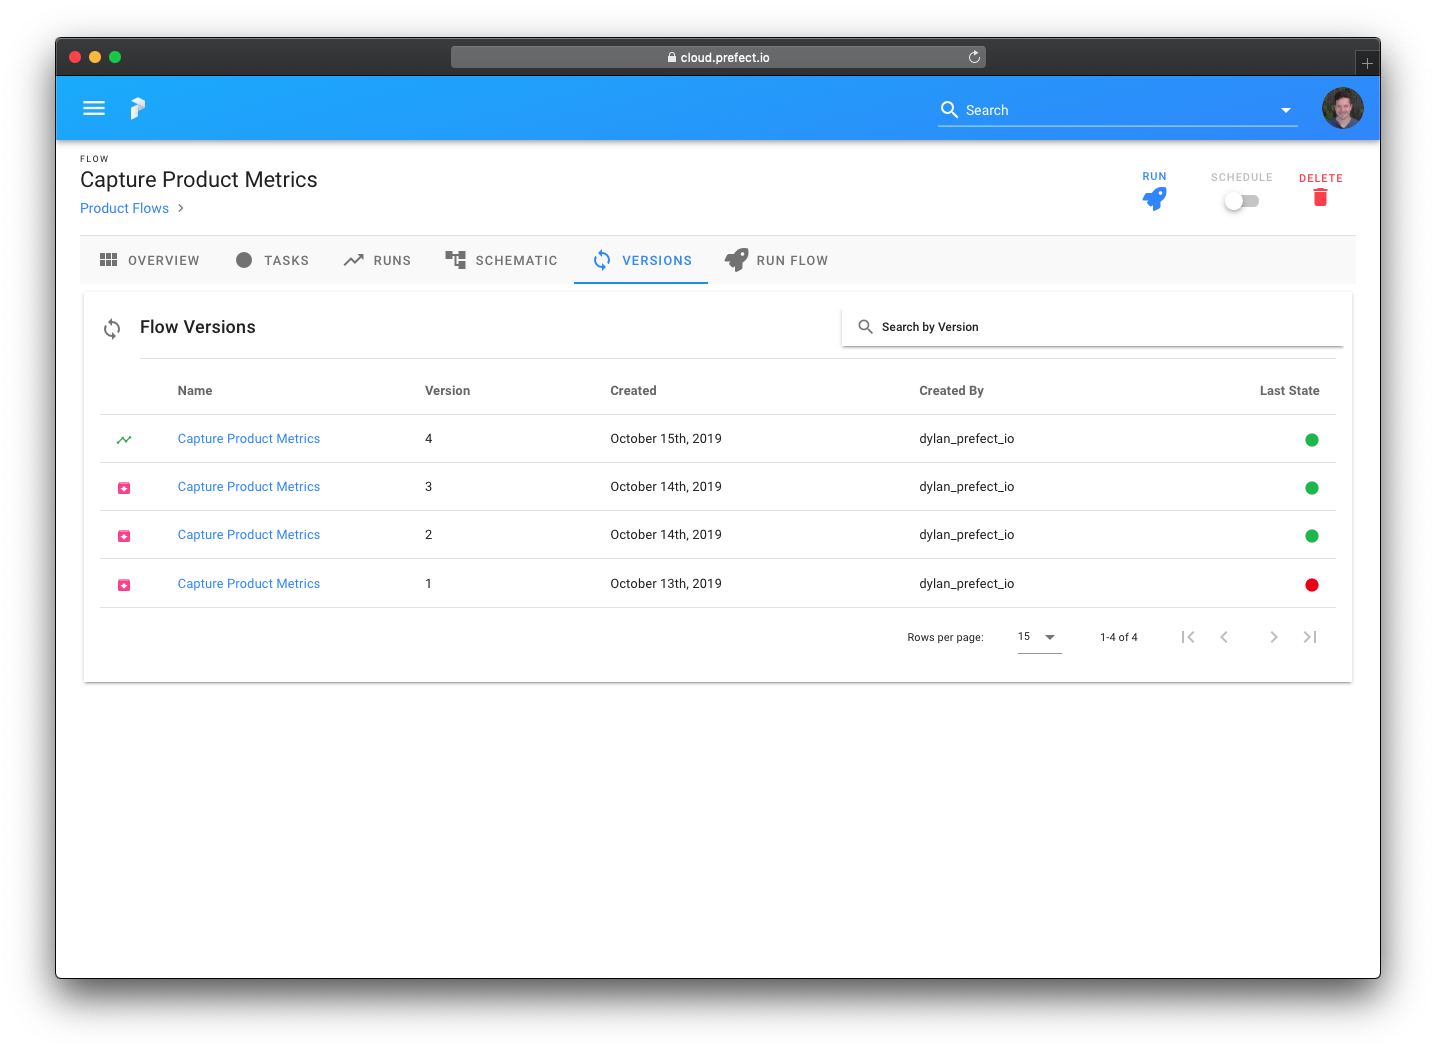 cloud.prefect.io
Search
FLOW
Capture Product Metrics
Product Flows
RUN
SCHEDULE
DELETE
OVERVIEW
TASKS
RUNS
SCHEMATIC
VERSIONS
RUN FLOW
Flow Versions
Search by Version
Name Version Created Created By Last State
Capture Product Metrics 4 October 15th, 2019 dylan_prefect_io
Capture Product Metrics 3 October 14th, 2019 dylan_prefect_io
Capture Product Metrics 2 October 14th, 2019 dylan_prefect_io
Capture Product Metrics 1 October 13th, 2019 dylan_prefect_io
Rows per page: 15 1-4 of 4